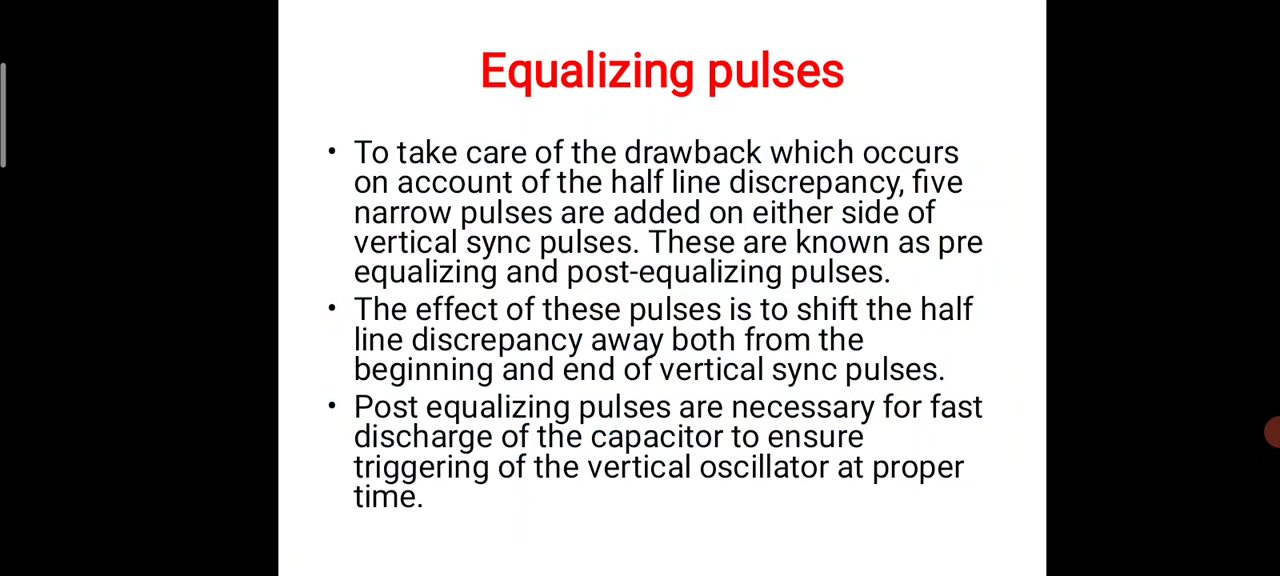 Equalizing pulses
• To take care of the drawback which occurs
on account of the half line discrepancy, five
narrow pulses are added on either side of
vertical sync pulses. These are known as pre
equalizing and post-equalizing pulses.
• The effect of these pulses is to shift the half
line discrepancy away both from the
beginning and end of vertical sync pulses.
• Post equalizing pulses are necessary for fast
discharge of the capacitor to ensure
triggering of the vertical oscillator at proper
time.